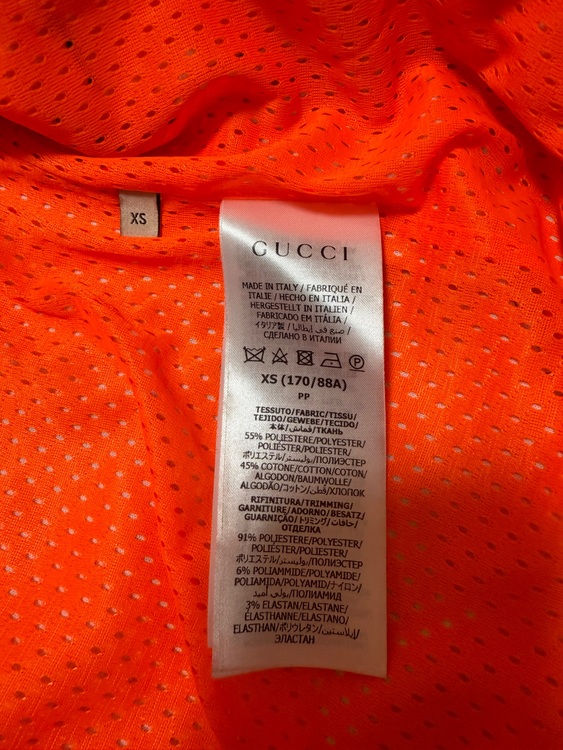 XS
GUCCI
MADE IN ITALY / FABRIQUÉ EN
ITALIE / HECHO EN ITALIA /
HERGESTELLT IN ITALIEN /
FABRICADO EM ITÁLIA /
イタリア製 / صنع في إيطاليا /
СДЕЛАНО В ИТАЛИИ
P
XS (170/88A)
PP
TESSUTO/FABRIC/TISSU/
TEJIDO/GEWEBE/TECIDO/
本体/قماش/ТКАНЬ
55% POLIESTERE/POLYESTER/
POLIÉSTER/POLIÉSTER/
ポリエステル/بوليستر/ПОЛИЭСТЕР
45% COTONE/COTTON/COTON/
ALGODON/BAUMWOLLE/
ALGODÃO/コットン/قطن/ХЛОПОК
RIFINITURA/TRIMMING/
GARNITURE/ADORNO/BESATZ/
GUARNIÇÃO/トリミング/حافات/
ОТДЕЛКА
91% POLIESTERE/POLYESTER/
POLIÉSTER/POLIÉSTER/
ポリエステル/بوليستر/ПОЛИЭСТЕР
6% POLIAMMIDE/POLYAMIDE/
POLIAMIDA/POLYAMID/ナイロン/
بولي أميد/ПОЛИАМИД
3% ELASTAN/ELASTANE/
ÉLASTHANNE/ELASTANO/
ELASTHAN/ポリウレタン/إيلاستين/
ЭЛАСТАН